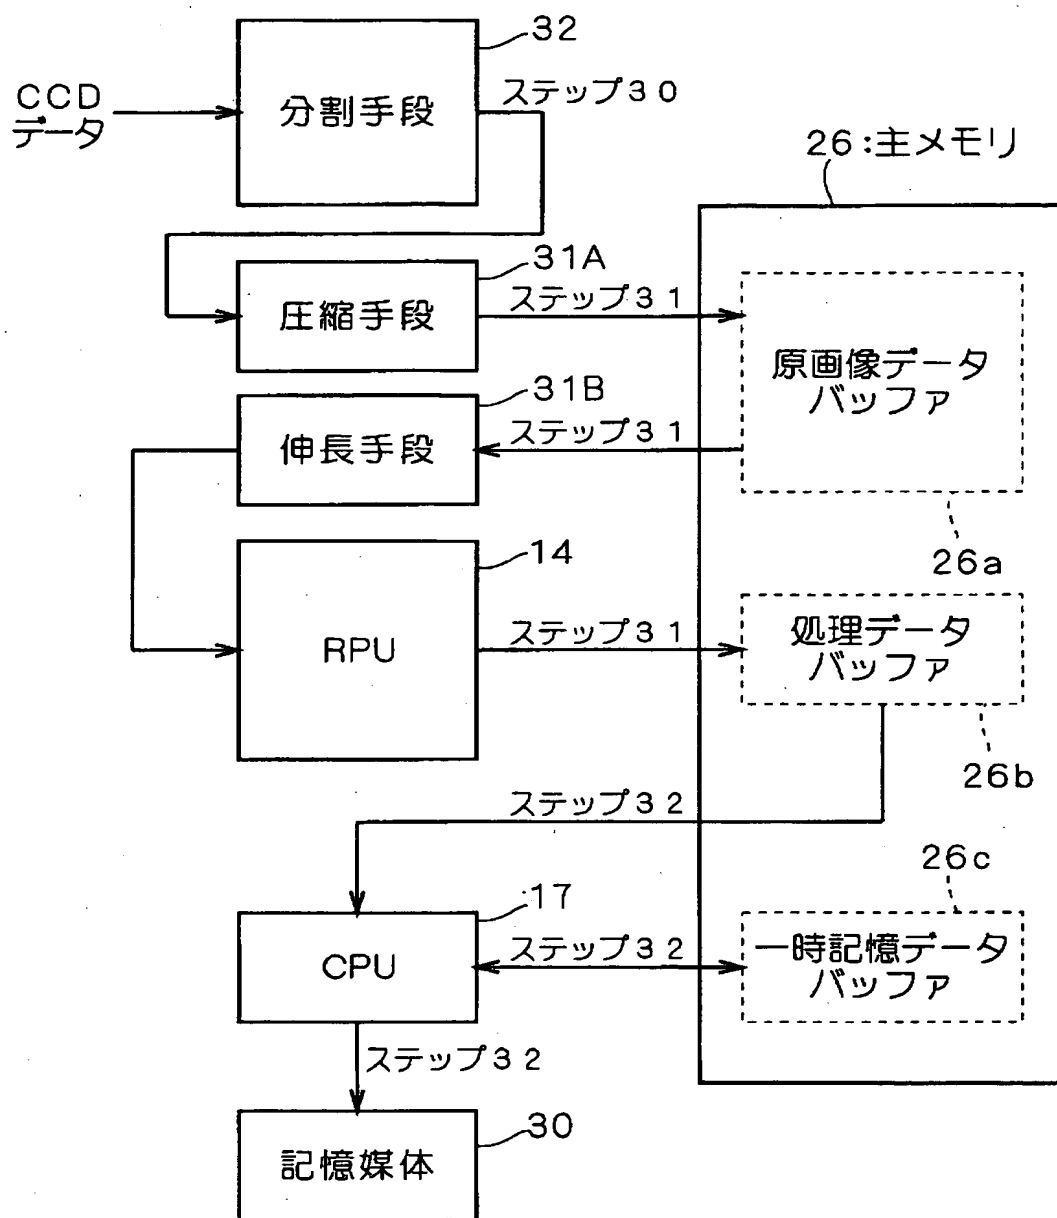 32
CCD
データ
分割手段
ステップ30
26:主メモリ
31A
圧縮手段
ステップ31
原画像データ
バッファ
31B
伸長手段
ステップ31
26a
14
RPU
ステップ31
処理データ
バッファ
26b
ステップ32
26c
17
CPU
ステップ32
一時記憶データ
バッファ
ステップ32
30
記憶媒体